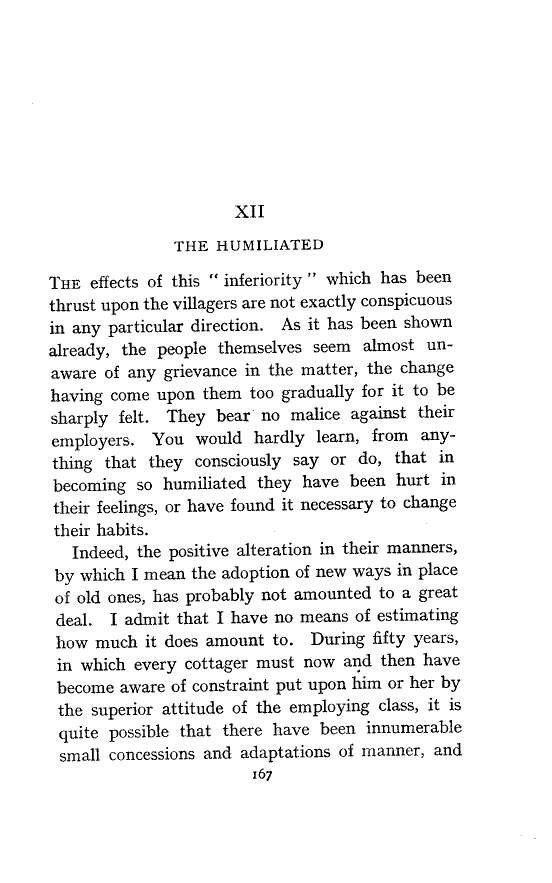 XII
THE HUMILIATED
THE effects of this " inferiority " which has been
thrust upon the villagers are not exactly conspicuous
in any particular direction. As it has been shown
already, the people themselves seem almost un-
aware of any grievance in the matter, the change
having come upon them too gradually for it to be
sharply felt. They bear no malice against their
employers. You would hardly learn, from any-
thing that they consciously say or do, that in
becoming so humiliated they have been hurt in
their feelings, or have found it necessary to change
their habits.
Indeed, the positive alteration in their manners,
by which I mean the adoption of new ways in place
of old ones, has probably not amounted to a great
deal. I admit that I have no means of estimating
how much it does amount to. During fifty years,
in which every cottager must now and then have
become aware of constraint put upon him or her by
the superior attitude of the employing class, it is
quite possible that there have been innumerable
small concessions and adaptations of manner, and
167